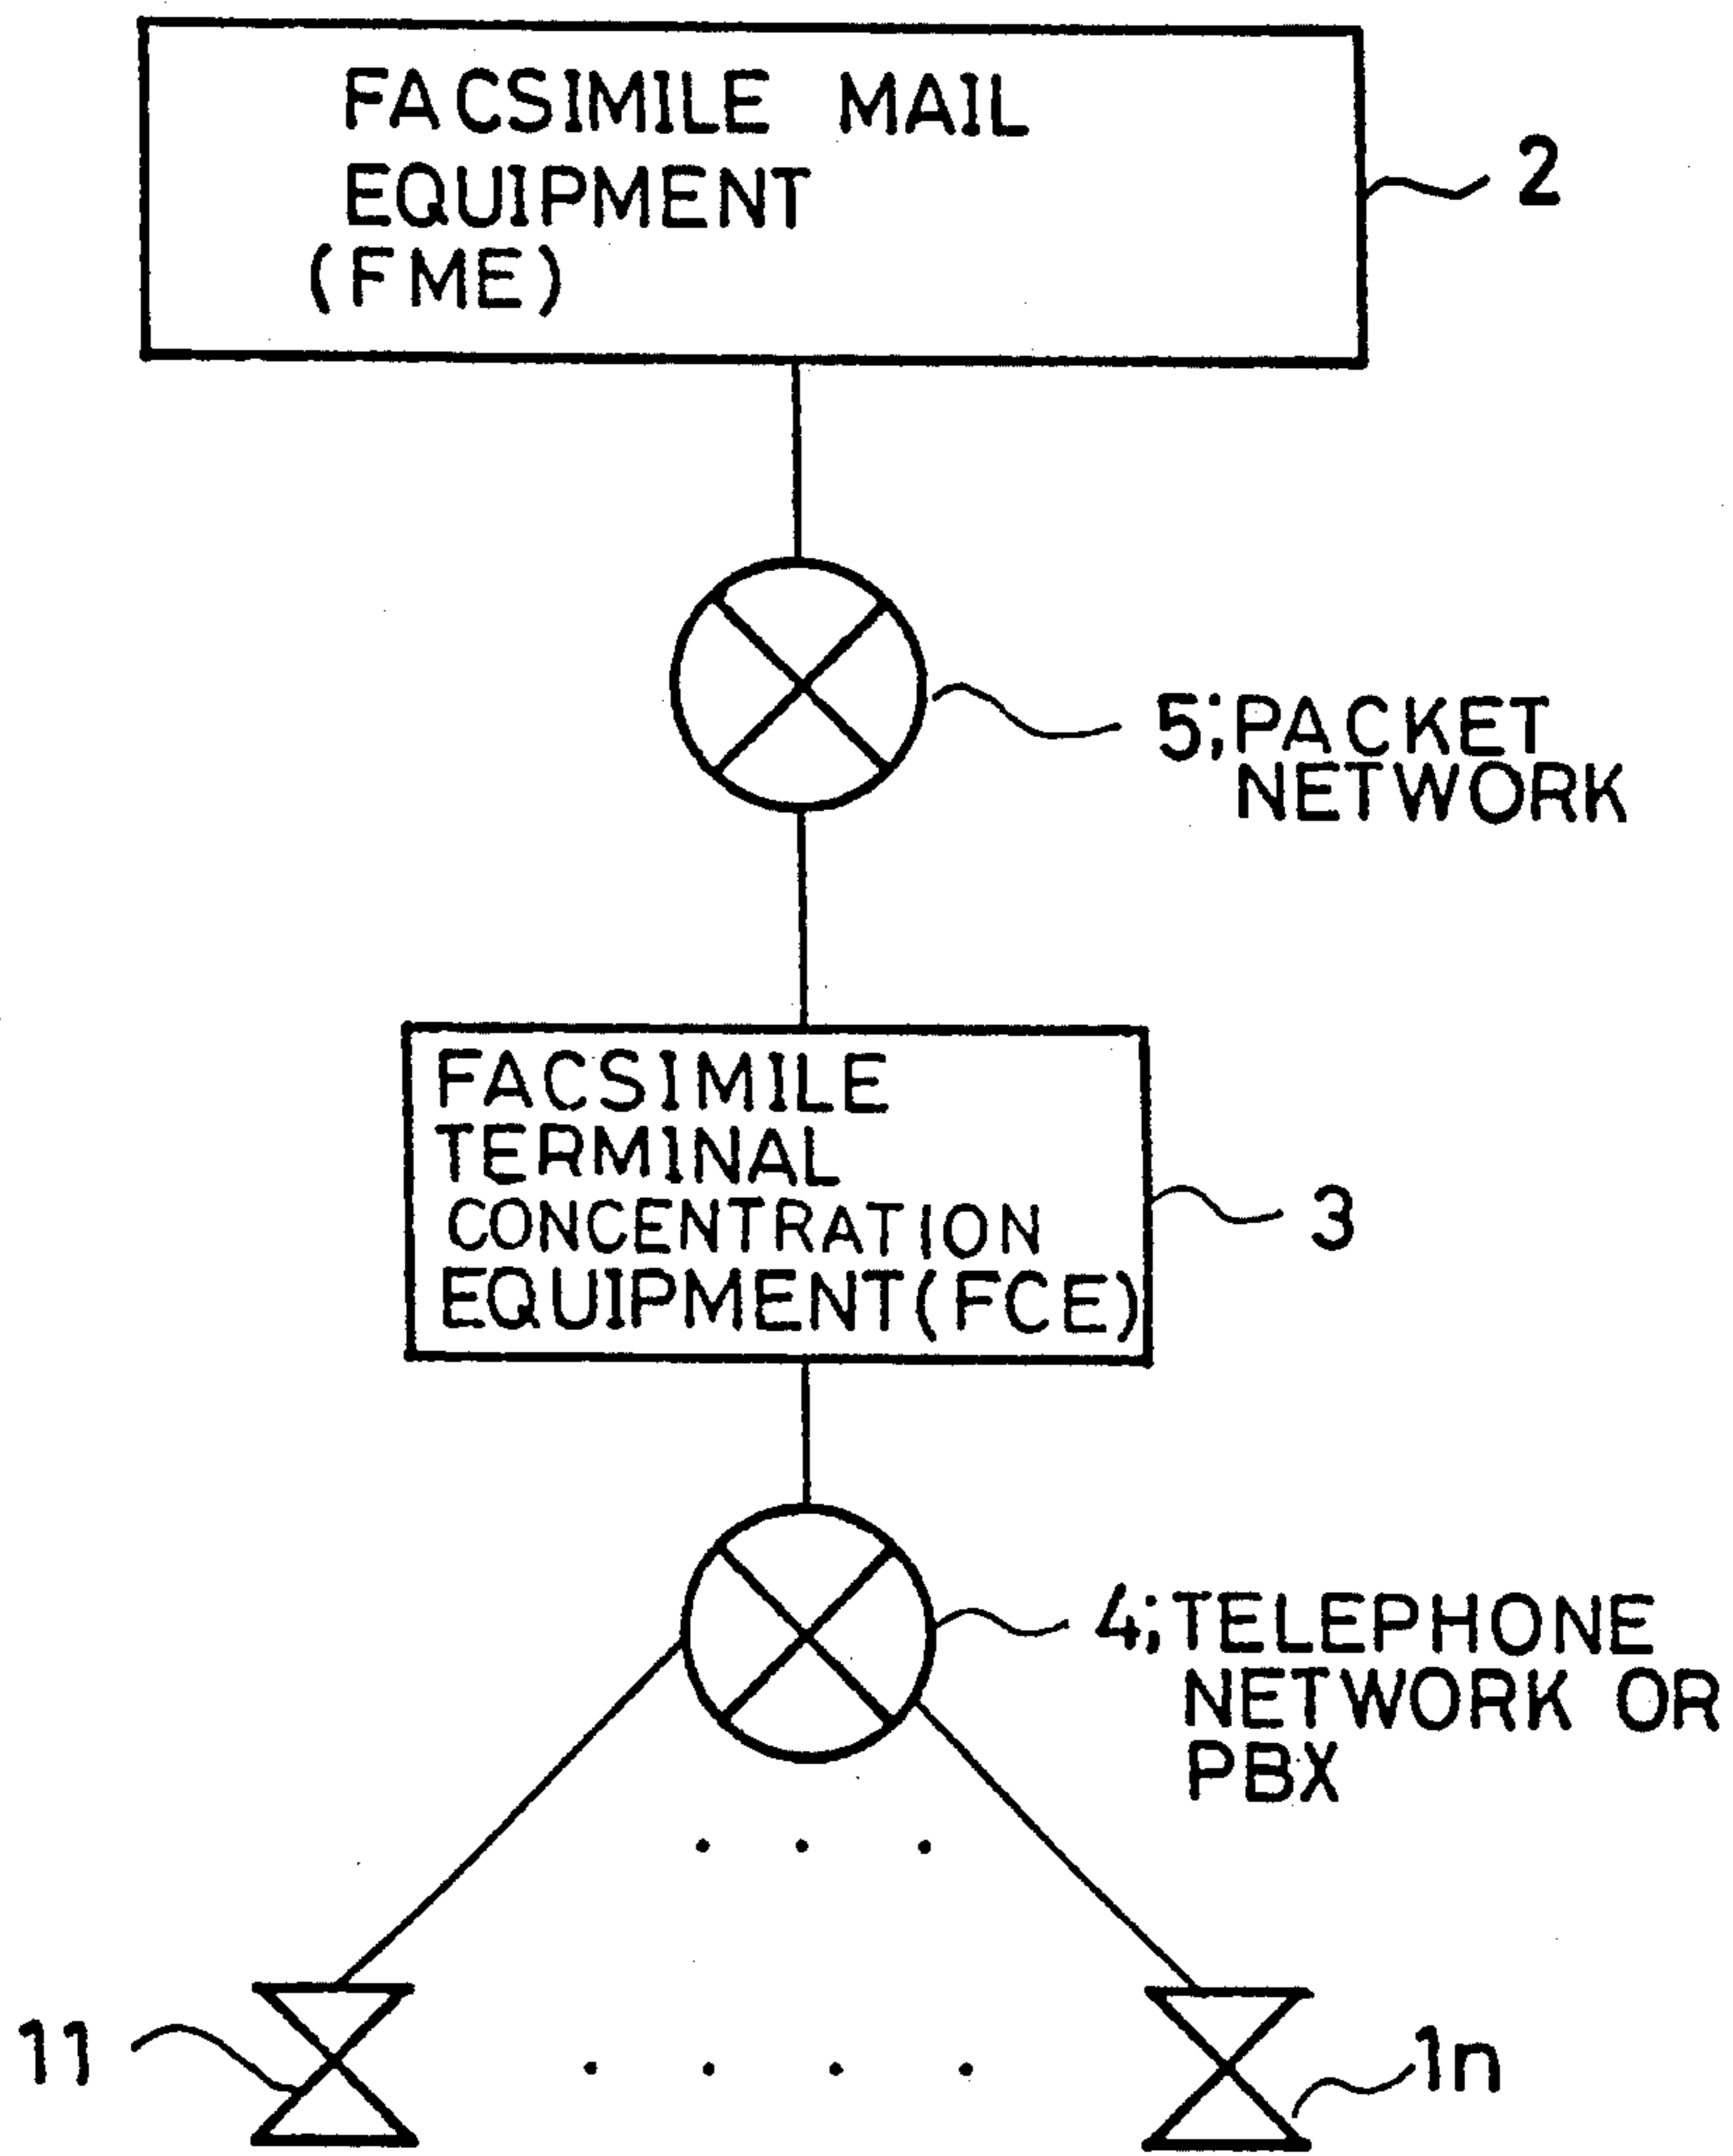 FACSIMILE MAIL
EQUIPMENT
(FME)
2
5;PACKET
NETWORK
FACSIMILE
TERMINAL
CONCENTRATION
EQUIPMENT(FCE)
3
4;TELEPHONE
NETWORK OR
PBX
11
1n